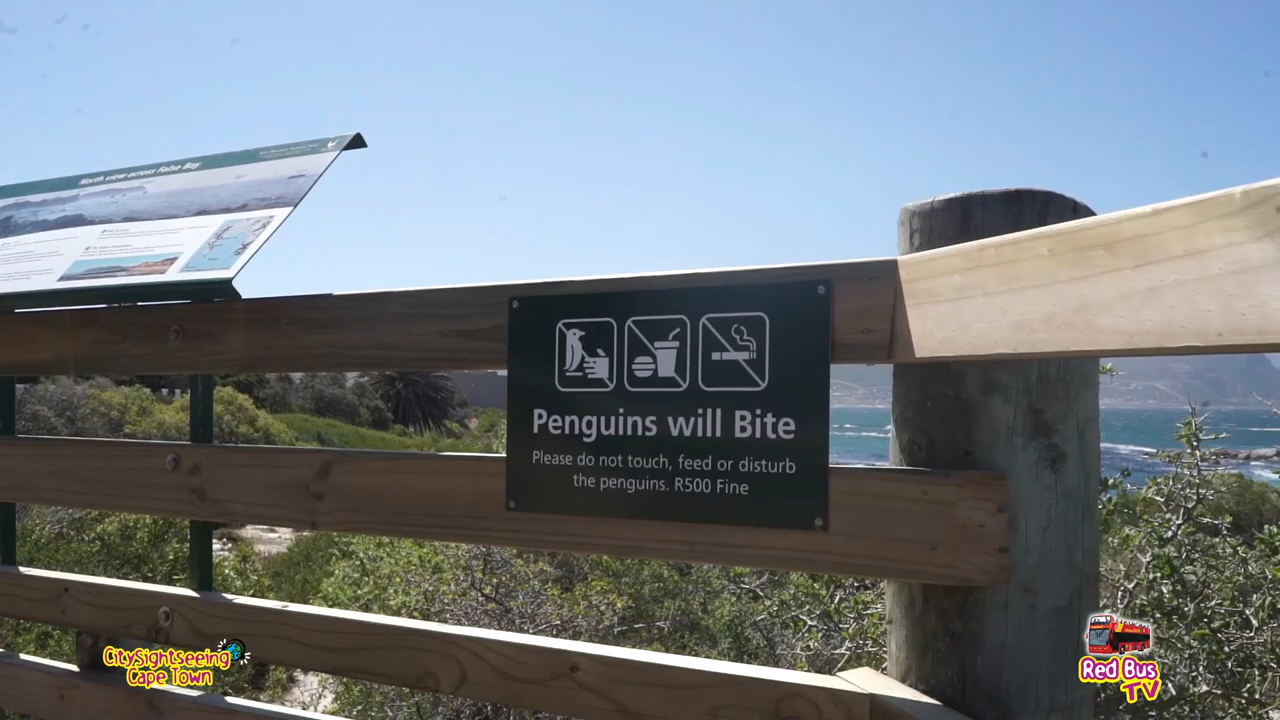 North view across False Bay
Penguins will Bite
Please do not touch, feed or disturb
the penguins. R500 Fine
CitySightseeing
Cape Town
Red Bus
TV